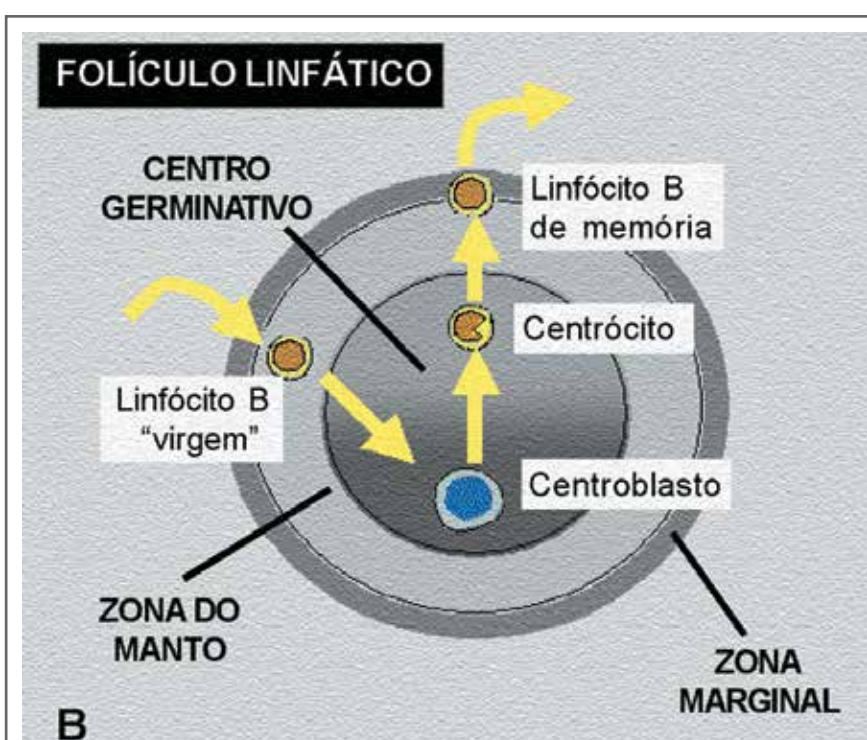 FOLÍCULO LINFÁTICO
CENTRO
GERMINATIVO
Linfócito B
de memória
Centrócito
Linfócito B
“virgem”
Centroblasto
ZONA DO
MANTO
ZONA
MARGINAL
B